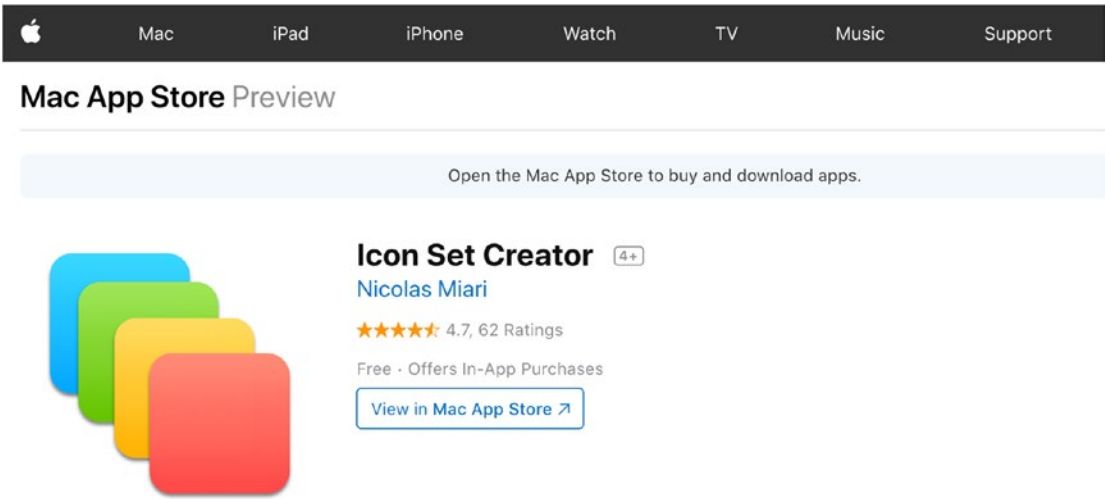 Mac iPad iPhone Watch TV Music Support
Mac App Store Preview
Open the Mac App Store to buy and download apps.
Icon Set Creator 4+
Nicolas Miari
4.7, 62 Ratings
Free · Offers In-App Purchases
View in Mac App Store ↗